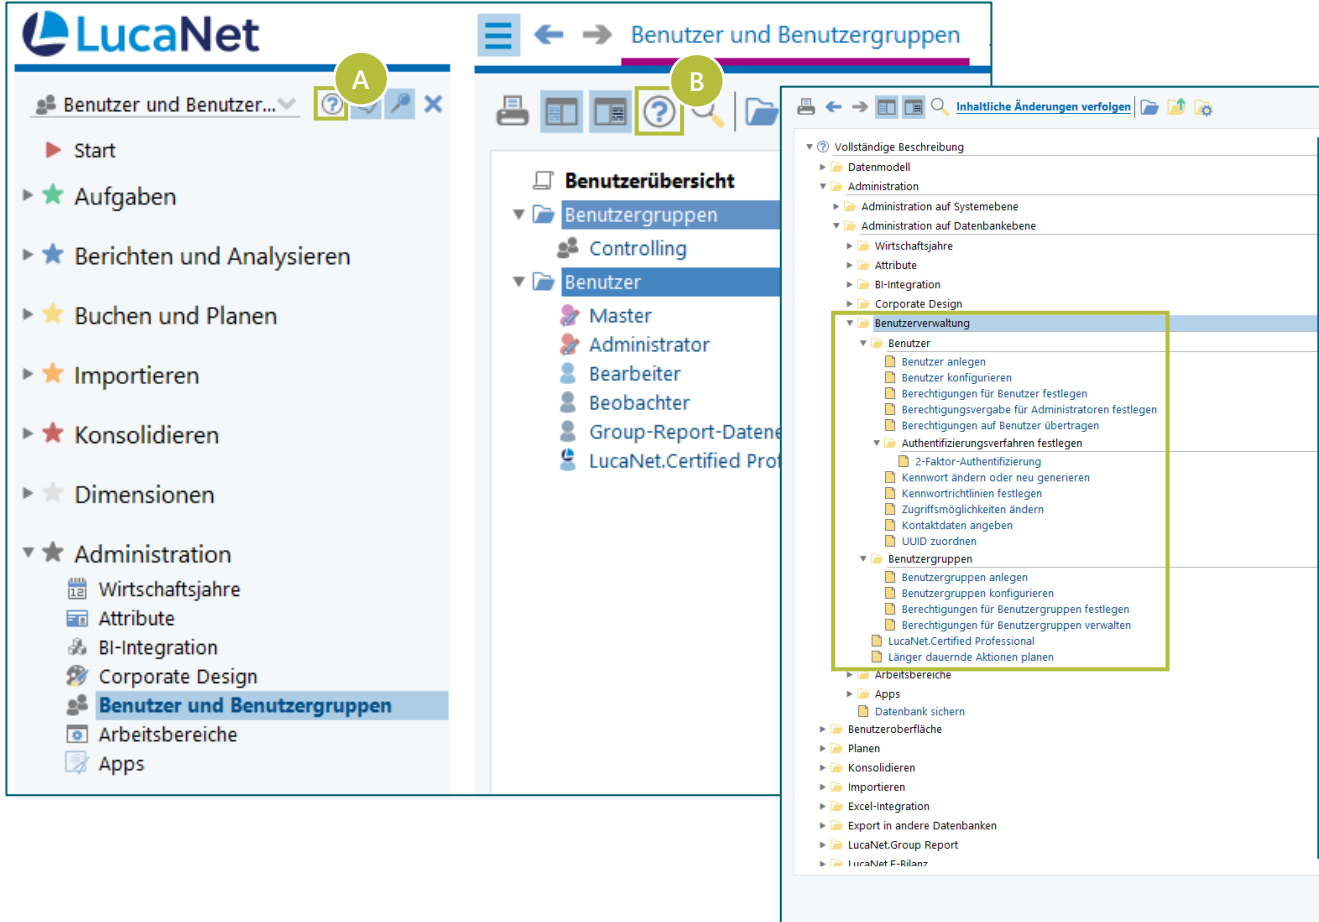 LucaNet
Benutzer und Benutzergruppen
A
B
Benutzer und Benutzer...
Start
Aufgaben
Berichten und Analysieren
Buchen und Planen
Importieren
Konsolidieren
Dimensionen
Administration
Wirtschaftsjahre
Attribute
BI-Integration
Corporate Design
Benutzer und Benutzergruppen
Arbeitsbereiche
Apps
Benutzerübersicht
Benutzergruppen
Controlling
Benutzer
Master
Administrator
Bearbeiter
Beobachter
Group-Report-Datene
LucaNet.Certified Prof
Inhaltliche Änderungen verfolgen
Vollständige Beschreibung
Datenmodell
Administration
Administration auf Systemebene
Administration auf Datenbankebene
Wirtschaftsjahre
Attribute
BI-Integration
Corporate Design
Benutzerverwaltung
Benutzer
Benutzer anlegen
Benutzer konfigurieren
Berechtigungen für Benutzer festlegen
Berechtigungsvergabe für Administratoren festlegen
Berechtigungen auf Benutzer übertragen
Authentifizierungsverfahren festlegen
2-Faktor-Authentifizierung
Kennwort ändern oder neu generieren
Kennwortrichtlinien festlegen
Zugriffsmöglichkeiten ändern
Kontaktdaten angeben
UUID zuordnen
Benutzergruppen
Benutzergruppen anlegen
Benutzergruppen konfigurieren
Berechtigungen für Benutzergruppen festlegen
Berechtigungen für Benutzergruppen verwalten
LucaNet.Certified Professional
Länger dauernde Aktionen planen
Arbeitsbereiche
Apps
Datenbank sichern
Benutzeroberfläche
Planen
Konsolidieren
Importieren
Excel-Integration
Export in andere Datenbanken
LucaNet.Group Report
LucaNet.E-Bilanz